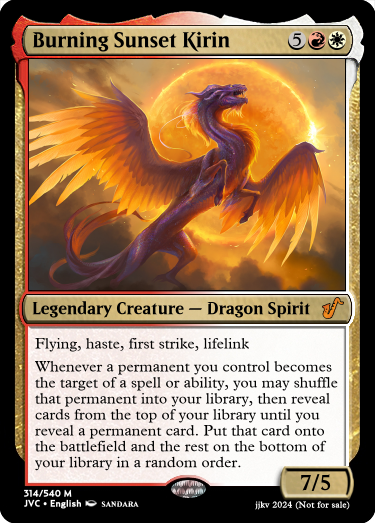 Burning Sunset Kirin 5
Legendary Creature — Dragon Spirit
Flying, haste, first strike, lifelink
Whenever a permanent you control becomes
the target of a spell or ability, you may shuffle
that permanent into your library, then reveal
cards from the top of your library until you
reveal a permanent card. Put that card onto
the battlefield and the rest on the bottom of
your library in a random order.
7/5
314/540 M
JVC • English SANDARA
jjkv 2024 (Not for sale)